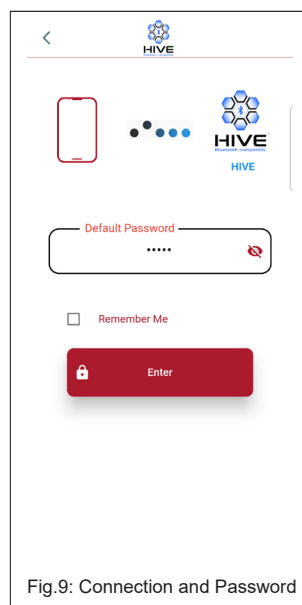 HIVE
HIVE
Bluetooth compatible
HIVE
Default Password
•••••
Remember Me
Enter
Fig.9: Connection and Password